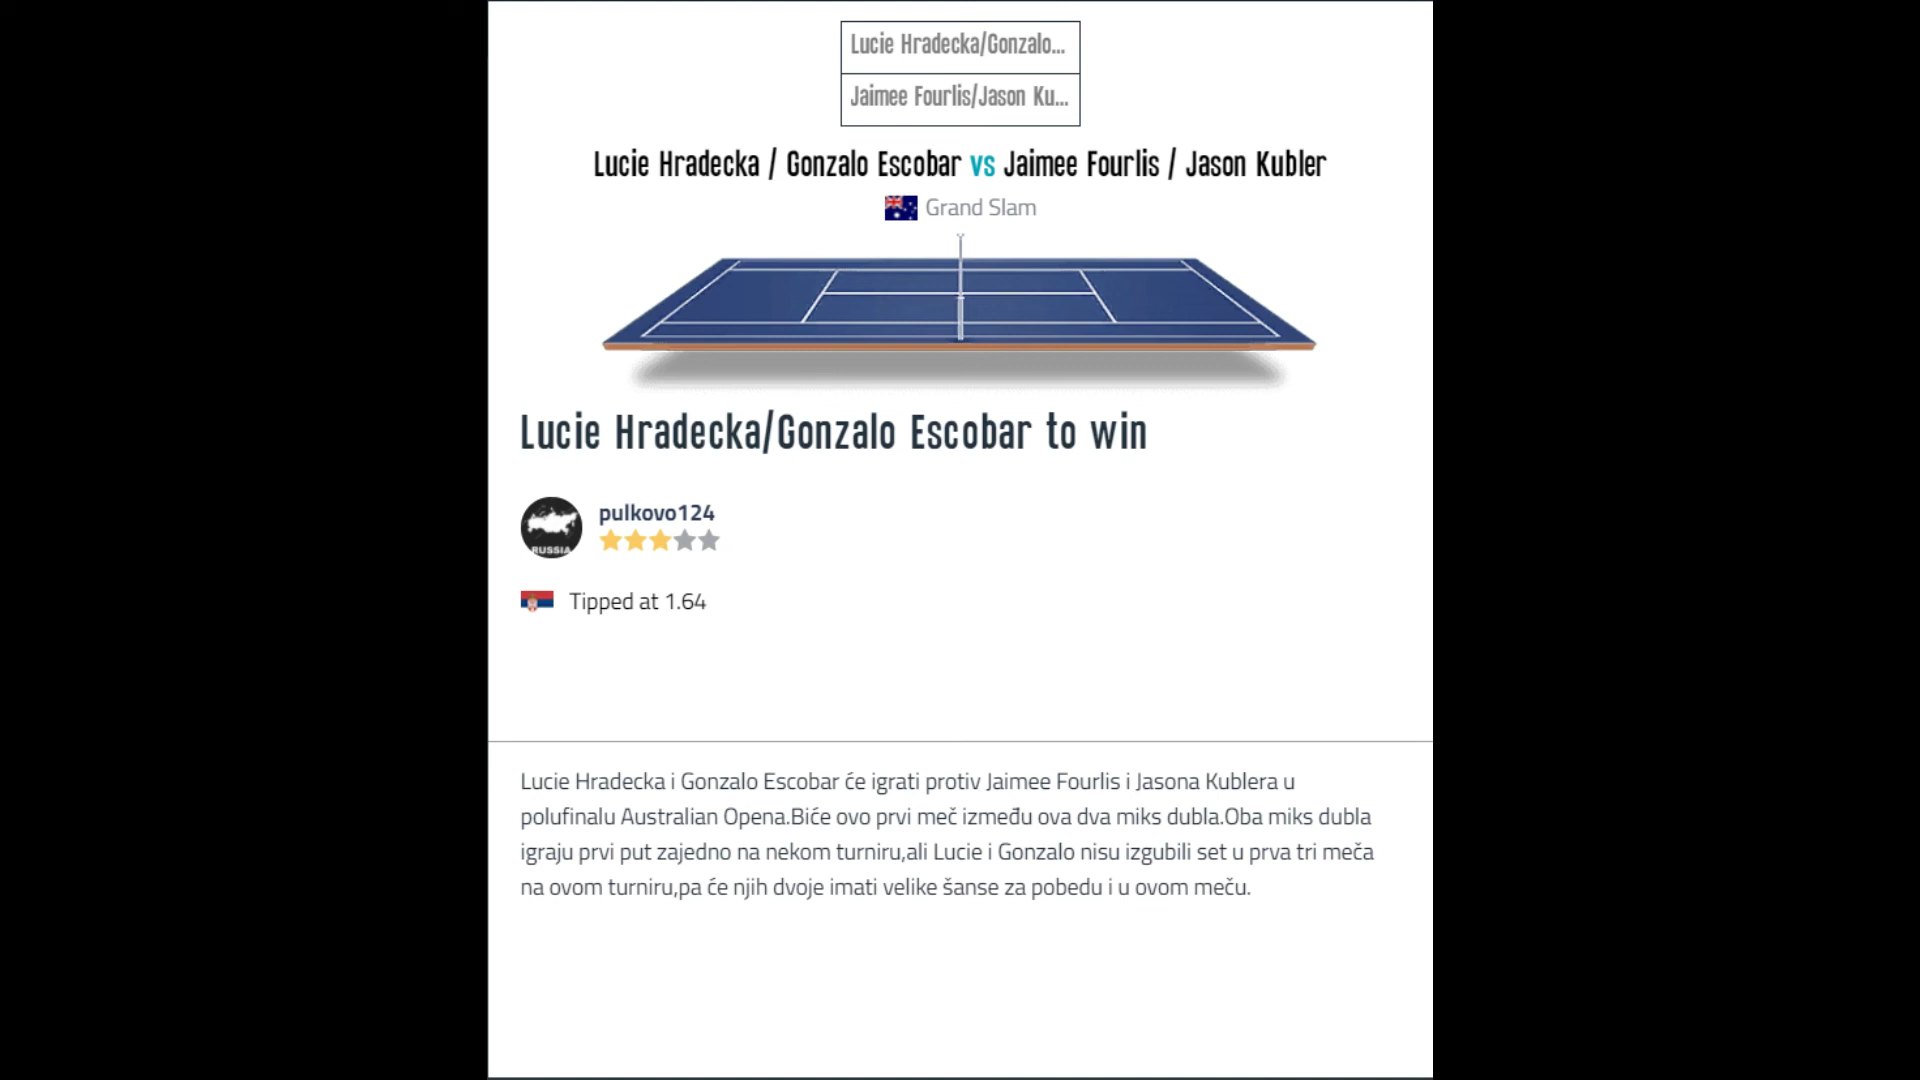 Lucie Hradecka/Gonzalo...
Jaimee Fourlis/Jason Ku...
Lucie Hradecka / Gonzalo Escobar vs Jaimee Fourlis / Jason Kubler
Grand Slam
Lucie Hradecka/Gonzalo Escobar to win
pulkovo124
RUSSIA
Tipped at 1.64
Lucie Hradecka i Gonzalo Escobar će igrati protiv Jaimee Fourlis i Jasona Kublera u
polufinalu Australian Opena.Biće ovo prvi meč između ova dva miks dubla.Oba miks dubla
igraju prvi put zajedno na nekom turniru,ali Lucie i Gonzalo nisu izgubili set u prva tri meča
na ovom turniru,pa će njih dvoje imati velike šanse za pobedu i u ovom meču.